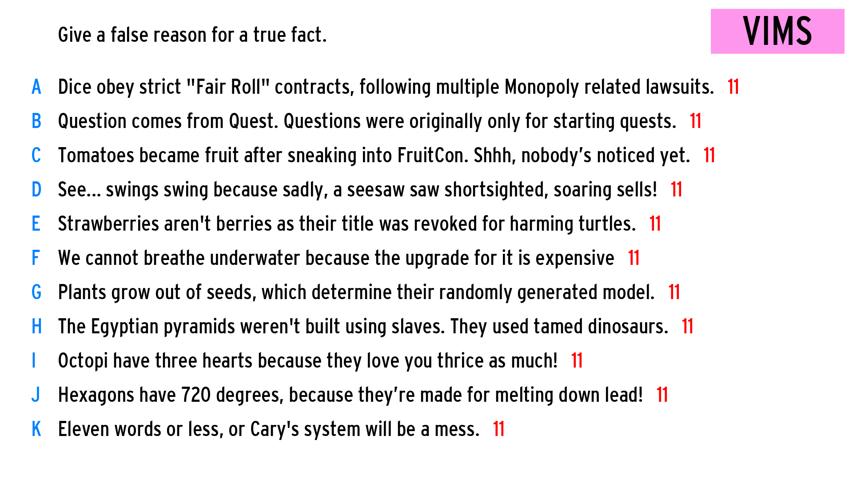 Give a false reason for a true fact.
VIMS
A Dice obey strict "Fair Roll" contracts, following multiple Monopoly related lawsuits. 11
B Question comes from Quest. Questions were originally only for starting quests. 11
C Tomatoes became fruit after sneaking into FruitCon. Shhh, nobody’s noticed yet. 11
D See... swings swing because sadly, a seesaw saw shortsighted, soaring sells! 11
E Strawberries aren't berries as their title was revoked for harming turtles. 11
F We cannot breathe underwater because the upgrade for it is expensive 11
G Plants grow out of seeds, which determine their randomly generated model. 11
H The Egyptian pyramids weren't built using slaves. They used tamed dinosaurs. 11
I Octopi have three hearts because they love you thrice as much! 11
J Hexagons have 720 degrees, because they’re made for melting down lead! 11
K Eleven words or less, or Cary's system will be a mess. 11